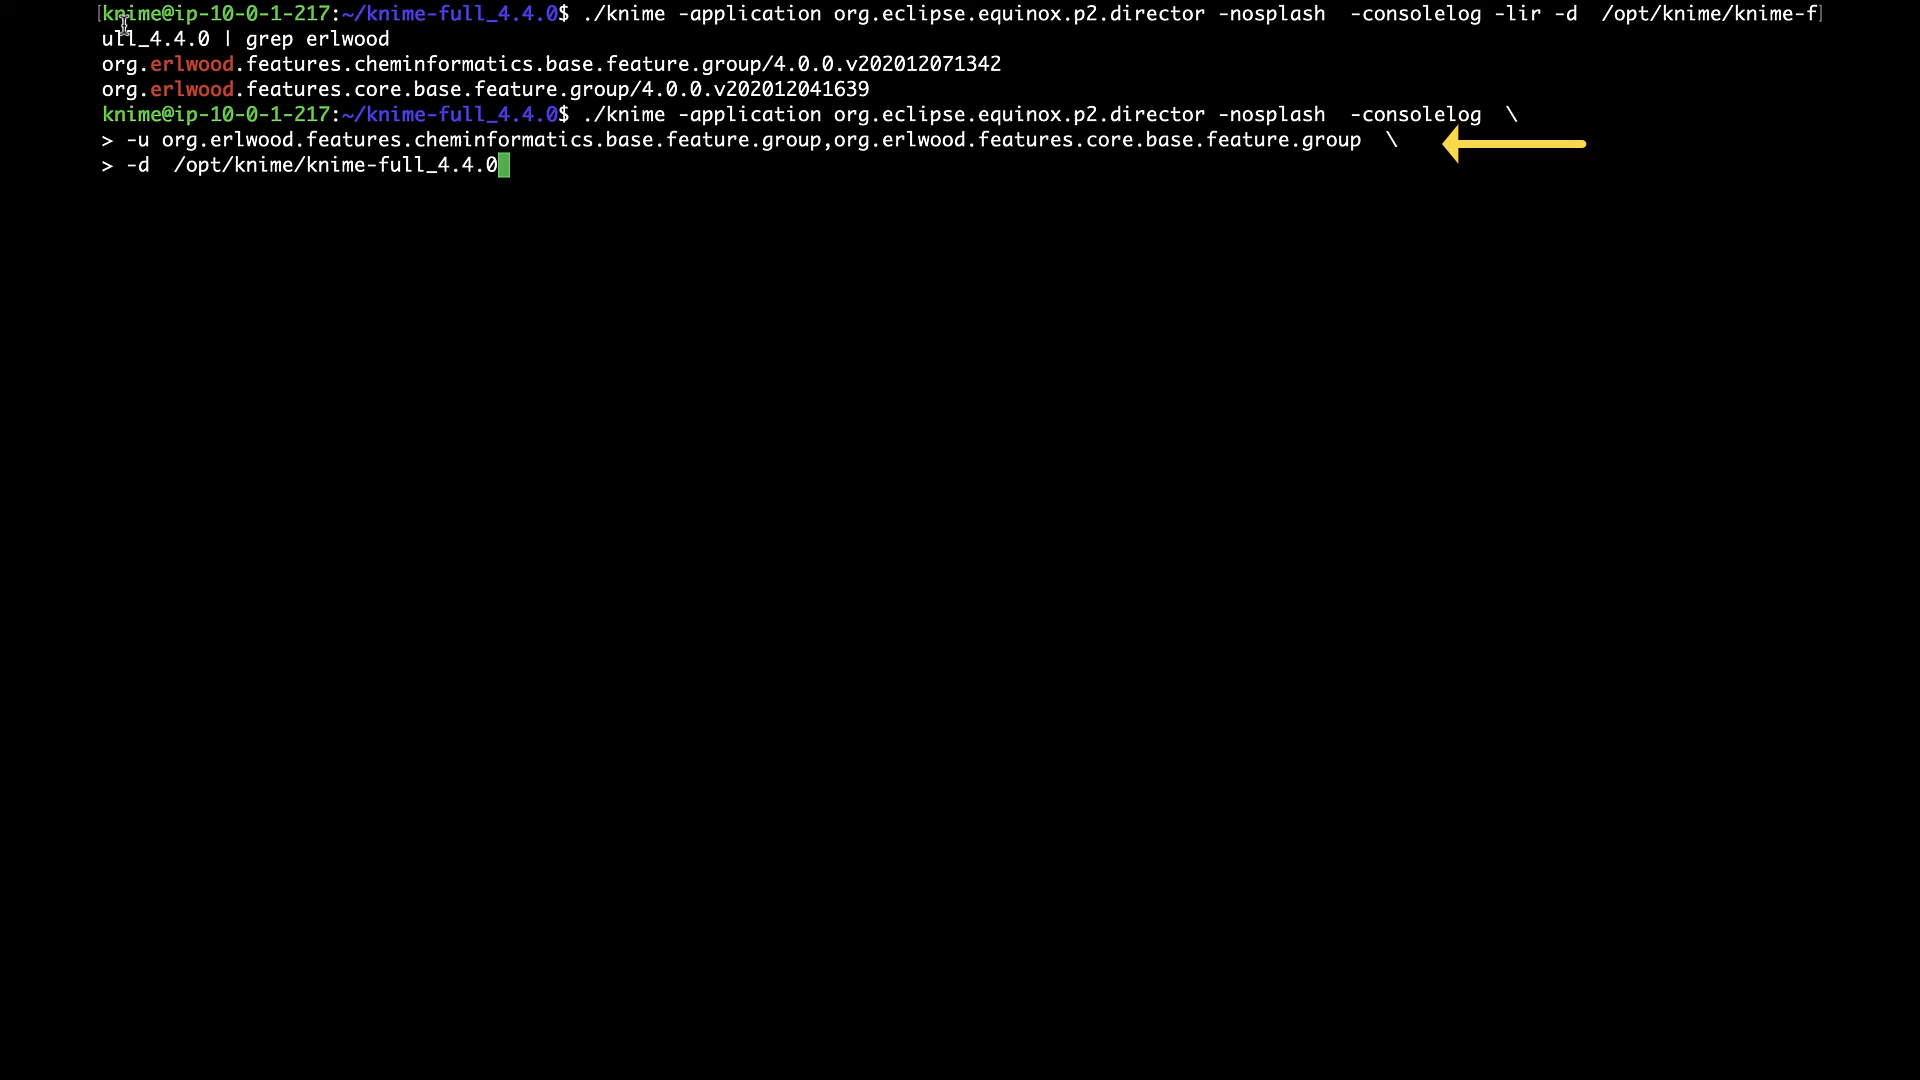 knime@ip-10-0-1-217:~/knime-full_4.4.0$ ./knime -application org.eclipse.equinox.p2.director -nosplash  -consolelog -lir -d  /opt/knime/knime-f
ull_4.4.0 | grep erlwood
org.erlwood.features.cheminformatics.base.feature.group/4.0.0.v202012071342
org.erlwood.features.core.base.feature.group/4.0.0.v202012041639
knime@ip-10-0-1-217:~/knime-full_4.4.0$ ./knime -application org.eclipse.equinox.p2.director -nosplash  -consolelog  \
> -u org.erlwood.features.cheminformatics.base.feature.group,org.erlwood.features.core.base.feature.group  \
> -d  /opt/knime/knime-full_4.4.0